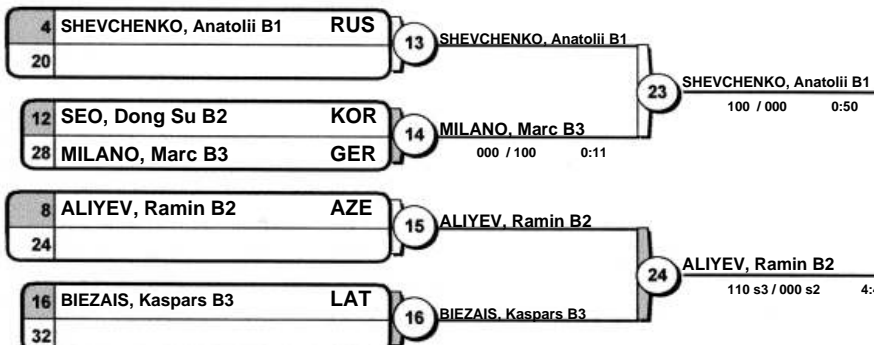 4 SHEVCHENKO, Anatolii B1 RUS
20
13
SHEVCHENKO, Anatolii B1
23
SHEVCHENKO, Anatolii B1
100 / 000 0:50
12 SEO, Dong Su B2 KOR
28 MILANO, Marc B3 GER
14
MILANO, Marc B3
000 / 100 0:11
8 ALIYEV, Ramin B2 AZE
24
15
ALIYEV, Ramin B2
24
ALIYEV, Ramin B2
110 s3 / 000 s2
16 BIEZAIS, Kaspars B3 LAT
32
16
BIEZAIS, Kaspars B3